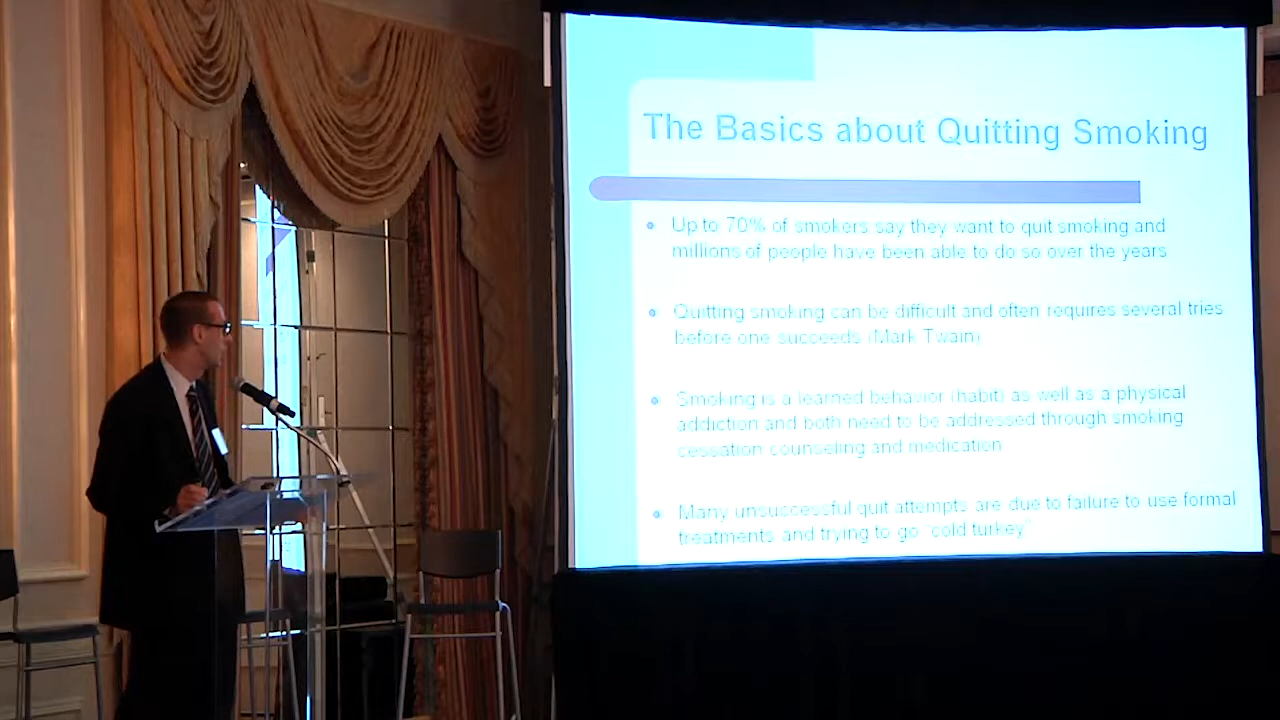 The Basics about Quitting Smoking
Up to 70% of smokers say they want to quit smoking and
millions of people have been able to do so over the years
Quitting smoking can be difficult and often requires several tries
before one succeeds (Mark Twain)
Smoking is a learned behavior (habit) as well as a physical
addiction and both need to be addressed through smoking
cessation counseling and medication
Many unsuccessful quit attempts are due to failure to use formal
treatments and trying to go "cold turkey"